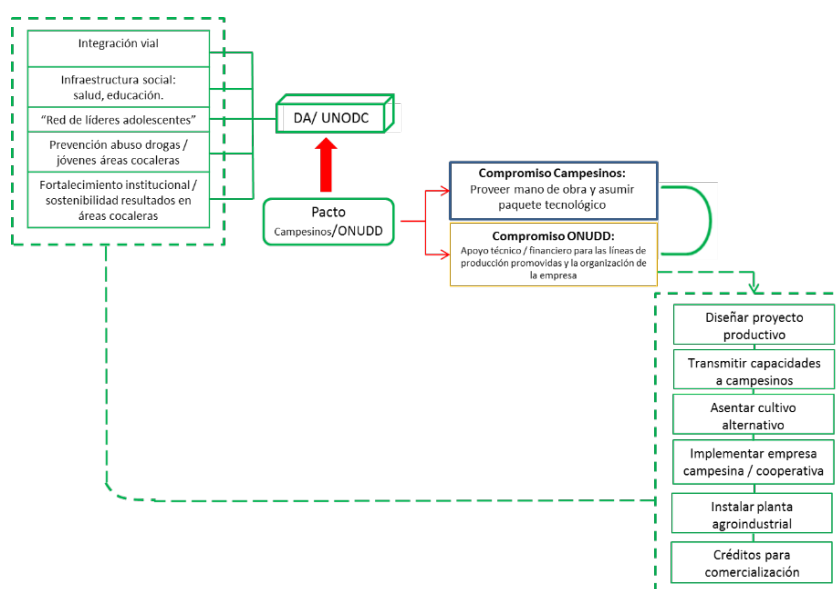 Integración vial
Infraestructura social:
salud, educación.
“Red de líderes adolescentes”
Prevención abuso drogas /
jóvenes áreas cocaleras
Fortalecimiento institucional /
sostenibilidad resultados en
áreas cocaleras
DA/ UNODC
Pacto
Campesinos/ONUDD
Compromiso Campesinos:
Proveer mano de obra y asumir
paquete tecnológico
Compromiso ONUDD:
Apoyo técnico / financiero para las líneas de
producción promovidas y la organización de
la empresa
Diseñar proyecto
productivo
Transmitir capacidades
a campesinos
Asentar cultivo
alternativo
Implementar empresa
campesina / cooperativa
Instalar planta
agroindustrial
Créditos para
comercialización